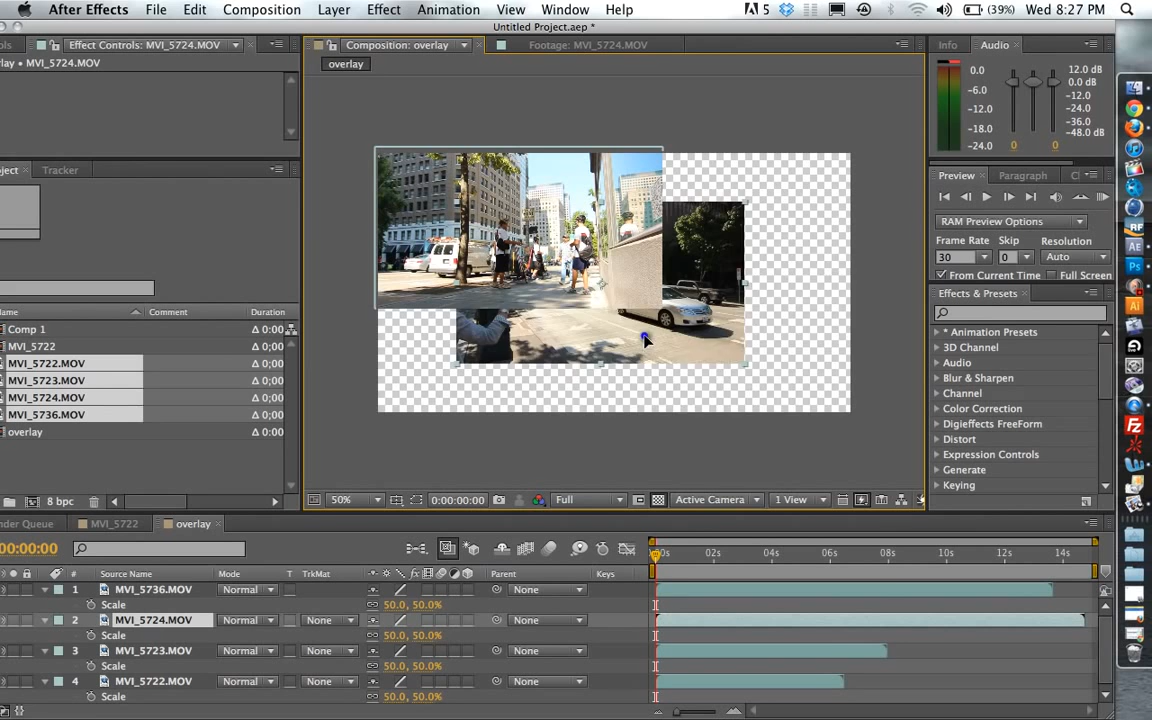 After Effects File Edit Composition Layer Effect Animation View Window Help 5 (39%) Wed 8:27 PM
Untitled Project.aep *
ols Effect Controls: MVI_5724.MOV Composition: overlay Footage: MVI_5724.MOV Info Audio
rlay • MVI_5724.MOV
overlay
0.0 12.0 dB
-6.0 0.0 dB
-12.0
-12.0 -24.0
-18.0 -36.0
-24.0 -48.0 dB
0 0
oject Tracker
Preview Paragraph
RAM Preview Options
Frame Rate Skip Resolution
30 0 Auto
From Current Time Full Screen
Effects & Presets
* Animation Presets
3D Channel
Audio
Blur & Sharpen
Channel
Color Correction
Digieffects FreeForm
Distort
Expression Controls
Generate
Keying
ame Comment Duration
Comp 1 Δ 0;00
MVI_5722 Δ 0:00
MVI_5722.MOV Δ 0;00
MVI_5723.MOV Δ 0;00
MVI_5724.MOV Δ 0;00
MVI_5736.MOV Δ 0;00
overlay Δ 0:00
8 bpc
50% 0:00:00:00 Full Active Camera 1 View
nder Queue MVI_5722 overlay
00:00:00
:00s 02s 04s 06s 08s 10s 12s 14s
# Source Name Mode T TrkMat fx Parent Keys
1 MVI_5736.MOV Normal None
Scale 50.0, 50.0%
2 MVI_5724.MOV Normal None None
Scale 50.0, 50.0%
3 MVI_5723.MOV Normal None None
Scale 50.0, 50.0%
4 MVI_5722.MOV Normal None None
Scale 50.0, 50.0%
RF
Ae
Ps
Ai
Fz